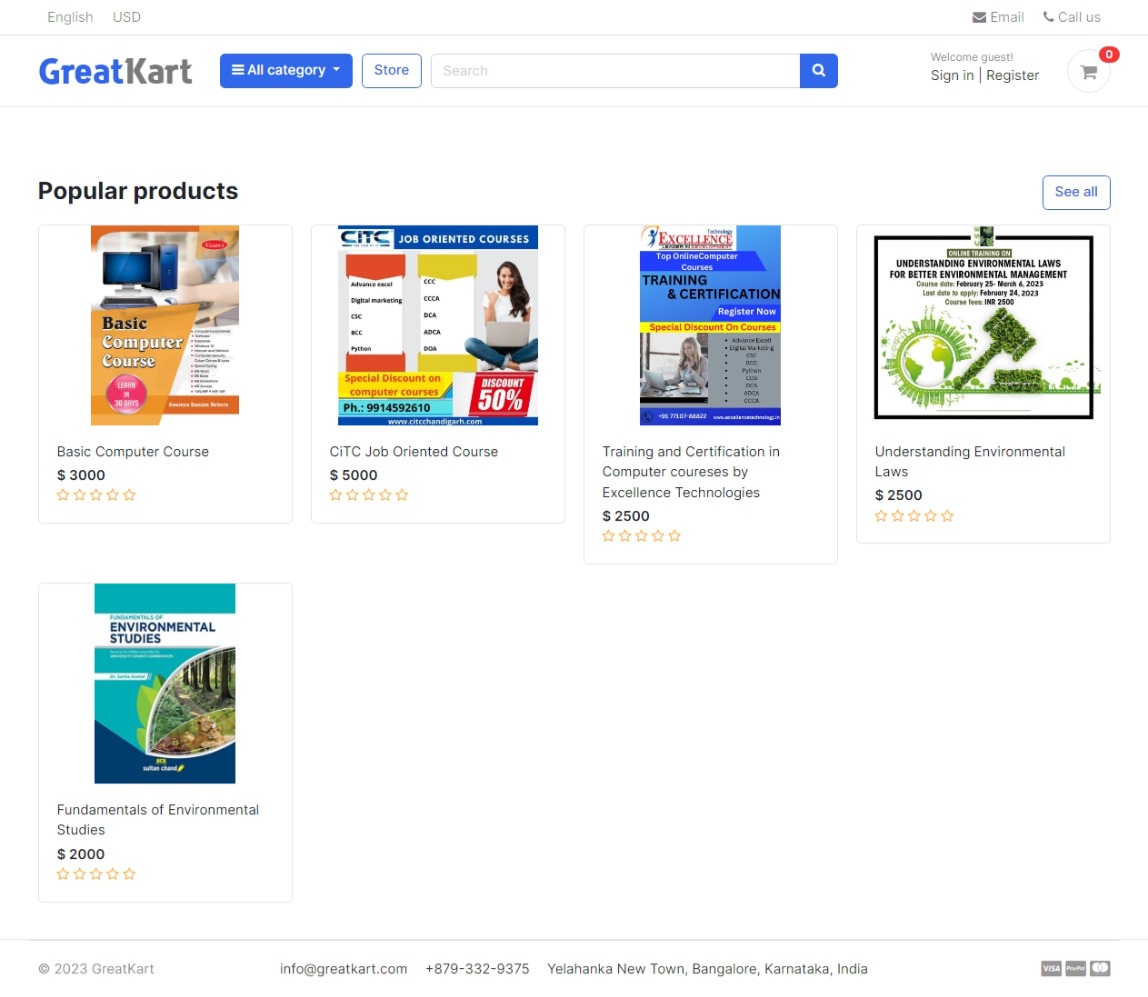 English USD Email Call us
GreatKart All category Store Search Welcome guest! 0
Sign in | Register
Popular products See all
Basic
Computer
Course
LEARN
IN
30 DAYS
CITC JOB ORIENTED COURSES
Advance excel
Digital marketing
CSC
BCC
Python
CCC
CCCA
DCA
ADCA
DOA
Special Discount on
computer courses
DISCOUNT
50%
Ph.: 9914592610
www.citcchandigarh.com
Technology
EXCELLENCE
LEADER IN DEVELOPMENT
Top OnlineComputer
Courses
TRAINING
& CERTIFICATION
Register Now
Special Discount On Courses
Advance Excell
Digital Marketing
BCC
Python
DCA
ADCA
CCCA
+91 77107-88822 www.excellencetechnology.in
ONLINE TRAINING ON
UNDERSTANDING ENVIRONMENTAL LAWS
FOR BETTER ENVIRONMENTAL MANAGEMENT
Course date: February 25- March 6, 2023
Last date to apply: February 24, 2023
Course fees: INR 2500
Basic Computer Course
$ 3000
CiTC Job Oriented Course
$ 5000
Training and Certification in
Computer coureses by
Excellence Technologies
$ 2500
Understanding Environmental
Laws
$ 2500
FUNDAMENTALS OF
ENVIRONMENTAL
STUDIES
sultan chand
Fundamentals of Environmental
Studies
$ 2000
© 2023 GreatKart info@greatkart.com +879-332-9375 Yelahanka New Town, Bangalore, Karnataka, India VISA PayPal